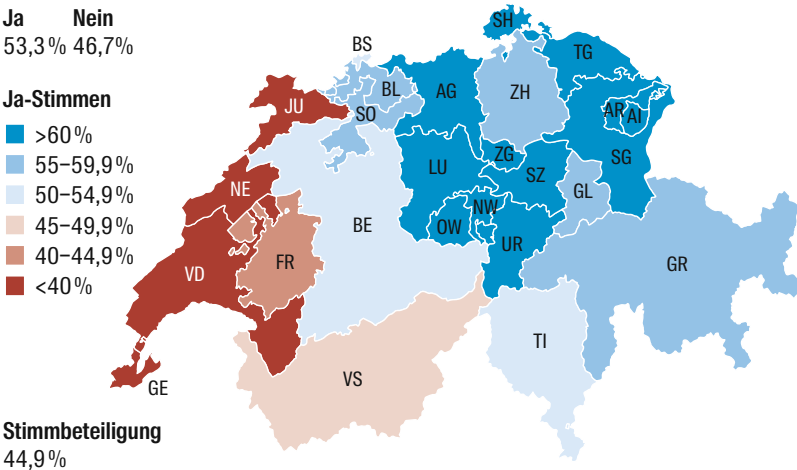 Ja Nein
53,3 % 46,7%
Ja-Stimmen
>60 %
55–59,9 %
50–54,9 %
45–49,9 %
40–44,9 %
<40 %
SH
BS
TG
BL
AG
ZH
JU
SO
AR
AI
ZG
LU
SZ
SG
NE
NW
GL
BE
OW
UR
FR
GR
VD
TI
VS
GE
Stimmbeteiligung
44,9 %